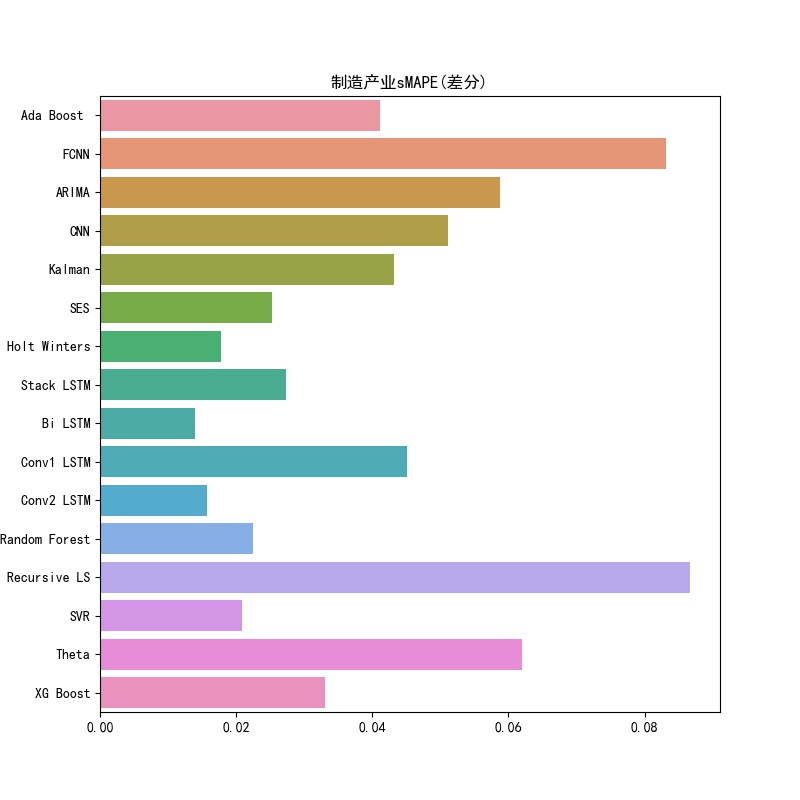 制造产业sMAPE(差分)
Ada Boost
FCNN
ARIMA
CNN
Kalman
SES
Holt Winters
Stack LSTM
Bi LSTM
Conv1 LSTM
Conv2 LSTM
Random Forest
Recursive LS
SVR
Theta
XG Boost
0.00 0.02 0.04 0.06 0.08